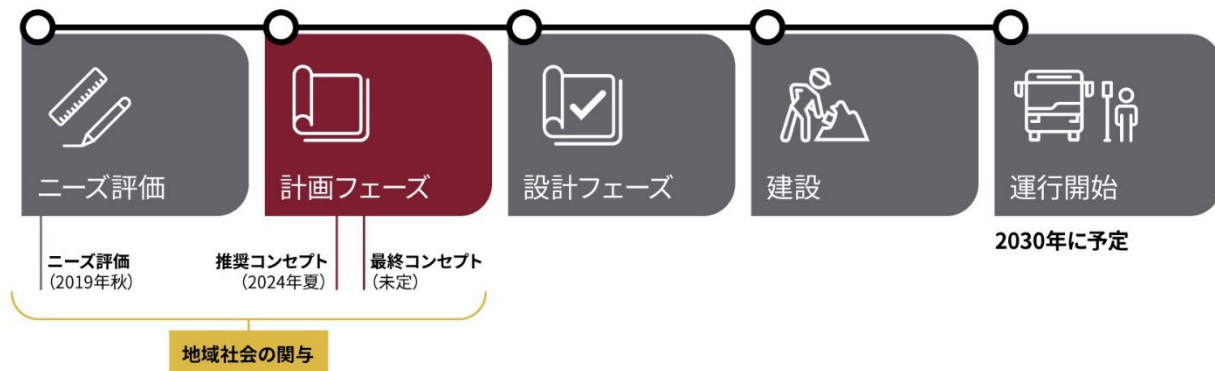 ニーズ評価
計画フェーズ
設計フェーズ
建設
運行開始
2030年に予定
ニーズ評価
（2019年秋）
推奨コンセプト
（2024年夏）
最終コンセプト
（未定）
地域社会の関与